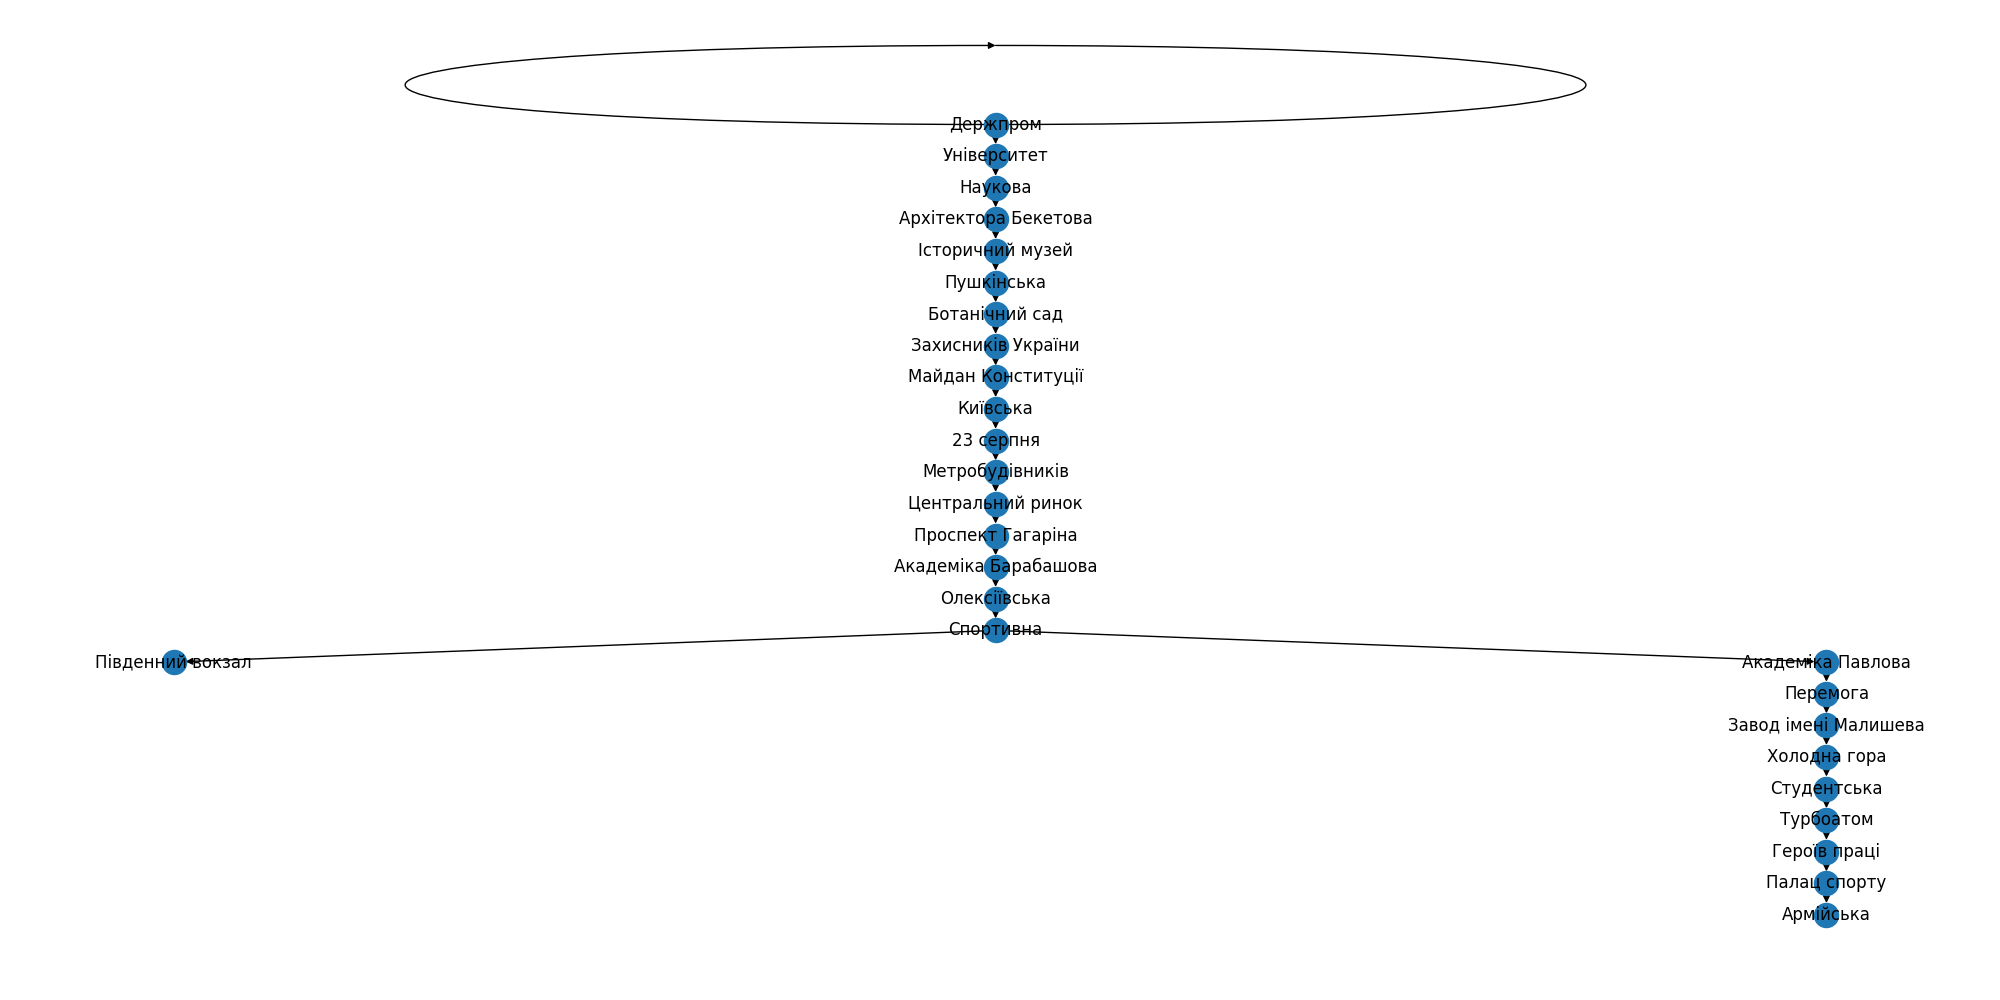 Держпром
Університет
Наукова
Архітектора Бекетова
Історичний музей
Пушкінська
Ботанічний сад
Захисників України
Майдан Конституції
Київська
23 серпня
Метробудівників
Центральний ринок
Проспект Гагаріна
Академіка Барабашова
Олексіївська
Спортивна
Південний вокзал
Академіка Павлова
Перемога
Завод імені Малишева
Холодна гора
Студентська
Турбоатом
Героїв праці
Палац спорту
Армійська